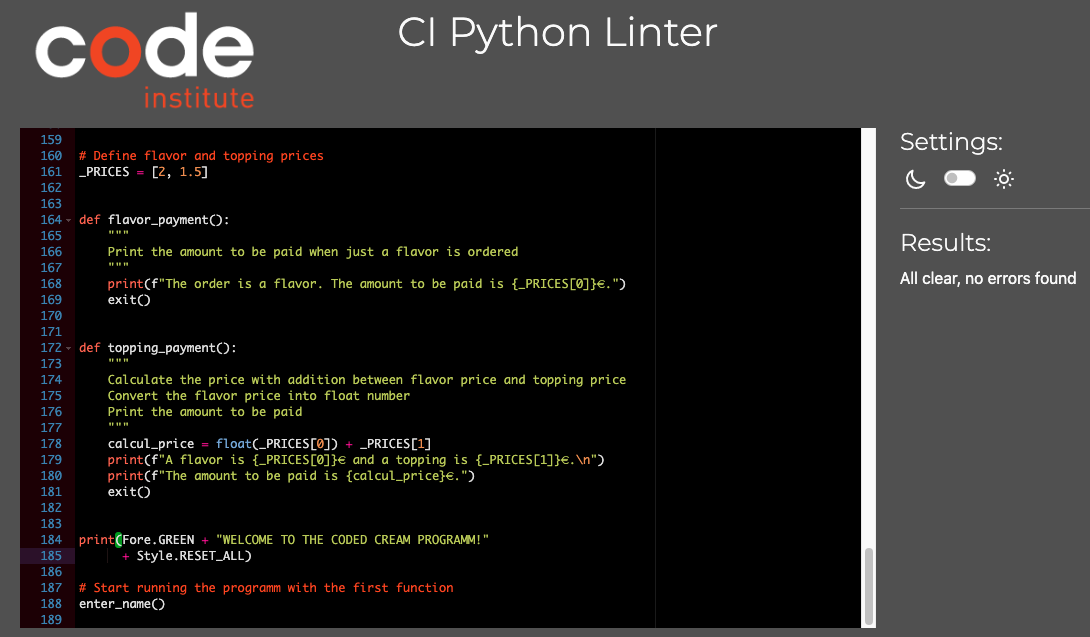 code
institute
CI Python Linter
159
160 # Define flavor and topping prices
161 _PRICES = [2, 1.5]
162
163
164 def flavor_payment():
165 """
166 Print the amount to be paid when just a flavor is ordered
167 """
168 print(f"The order is a flavor. The amount to be paid is {_PRICES[0]}€.")
169 exit()
170
171
172 def topping_payment():
173 """
174 Calculate the price with addition between flavor price and topping price
175 Convert the flavor price into float number
176 Print the amount to be paid
177 """
178 calcul_price = float(_PRICES[0]) + _PRICES[1]
179 print(f"A flavor is {_PRICES[0]}€ and a topping is {_PRICES[1]}€.\n")
180 print(f"The amount to be paid is {calcul_price}€.")
181 exit()
182
183
184 print(Fore.GREEN + "WELCOME TO THE CODED CREAM PROGRAMM!"
185 + Style.RESET_ALL)
186
187 # Start running the programm with the first function
188 enter_name()
189
Settings:
Results:
All clear, no errors found